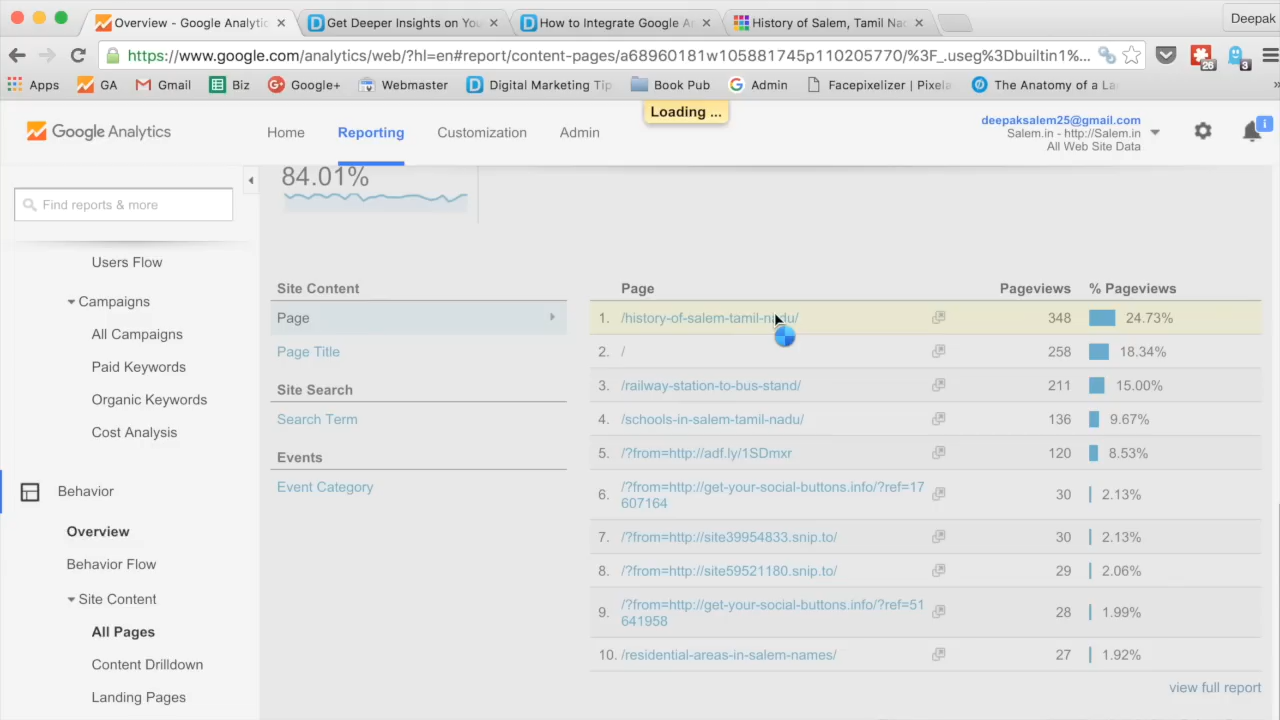 Overview - Google Analytic
Get Deeper Insights on You
How to Integrate Google A
History of Salem, Tamil Na
Deepak
https://www.google.com/analytics/web/?hl=en#report/content-pages/a68960181w105881745p110205770/%3F_.useg%3Dbuiltin1%...
26
3
Apps
GA
Gmail
Biz
Google+
Webmaster
Digital Marketing Tip
Book Pub
Admin
Facepixelizer | Pixela
The Anatomy of a La
»
Loading ...
Google Analytics
Home
Reporting
Customization
Admin
deepaksalem25@gmail.com
Salem.in - http://Salem.in
All Web Site Data
i
84.01%
Find reports & more
Users Flow
Campaigns
All Campaigns
Paid Keywords
Organic Keywords
Cost Analysis
Behavior
Overview
Behavior Flow
Site Content
All Pages
Content Drilldown
Landing Pages
Site Content
Page
Page Title
Site Search
Search Term
Events
Event Category
Page Pageviews % Pageviews
1. /history-of-salem-tamil-nadu/ 348 24.73%
2. / 258 18.34%
3. /railway-station-to-bus-stand/ 211 15.00%
4. /schools-in-salem-tamil-nadu/ 136 9.67%
5. /?from=http://adf.ly/1SDmxr 120 8.53%
6. /?from=http://get-your-social-buttons.info/?ref=17
607164 30 2.13%
7. /?from=http://site39954833.snip.to/ 30 2.13%
8. /?from=http://site59521180.snip.to/ 29 2.06%
9. /?from=http://get-your-social-buttons.info/?ref=51
641958 28 1.99%
10. /residential-areas-in-salem-names/ 27 1.92%
view full report